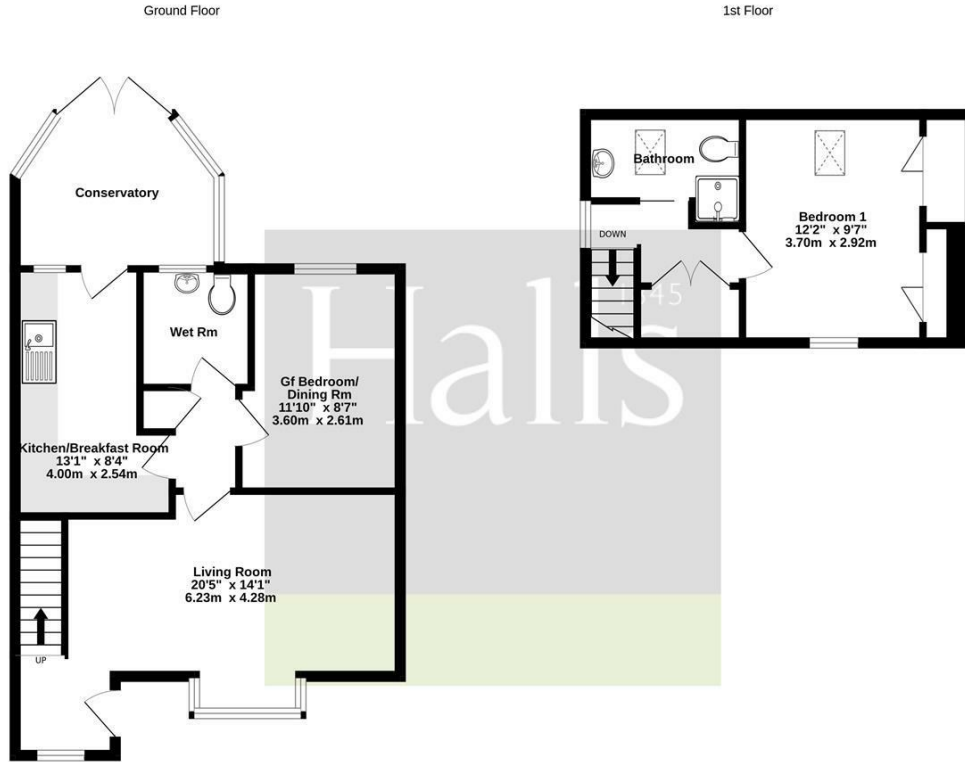 Ground Floor
1st Floor
Conservatory
Wet Rm
Gf Bedroom/
Dining Rm
11'10" x 8'7"
3.60m x 2.61m
Kitchen/Breakfast Room
13'1" x 8'4"
4.00m x 2.54m
Living Room
20'5" x 14'1"
6.23m x 4.28m
UP
Bathroom
Bedroom 1
12'2" x 9'7"
3.70m x 2.92m
DOWN
Halls
1845